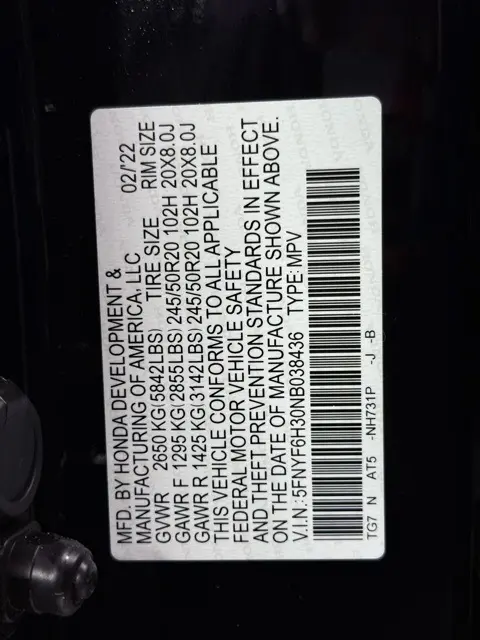 MFD. BY HONDA DEVELOPMENT &
MANUFACTURING OF AMERICA, LLC 02/'22
GVWR 2650 KG(5842LBS) TIRE SIZE RIM SIZE
GAWR F 1295 KG(2855LBS) 245/50R20 102H 20X8.0J
GAWR R 1425 KG(3142LBS) 245/50R20 102H 20X8.0J
THIS VEHICLE CONFORMS TO ALL APPLICABLE
FEDERAL MOTOR VEHICLE SAFETY
AND THEFT PREVENTION STANDARDS IN EFFECT
ON THE DATE OF MANUFACTURE SHOWN ABOVE.
V.I.N.: 5FNYF6H30NB038436 TYPE: MPV
TG7 N AT5 -NH731P -J -B